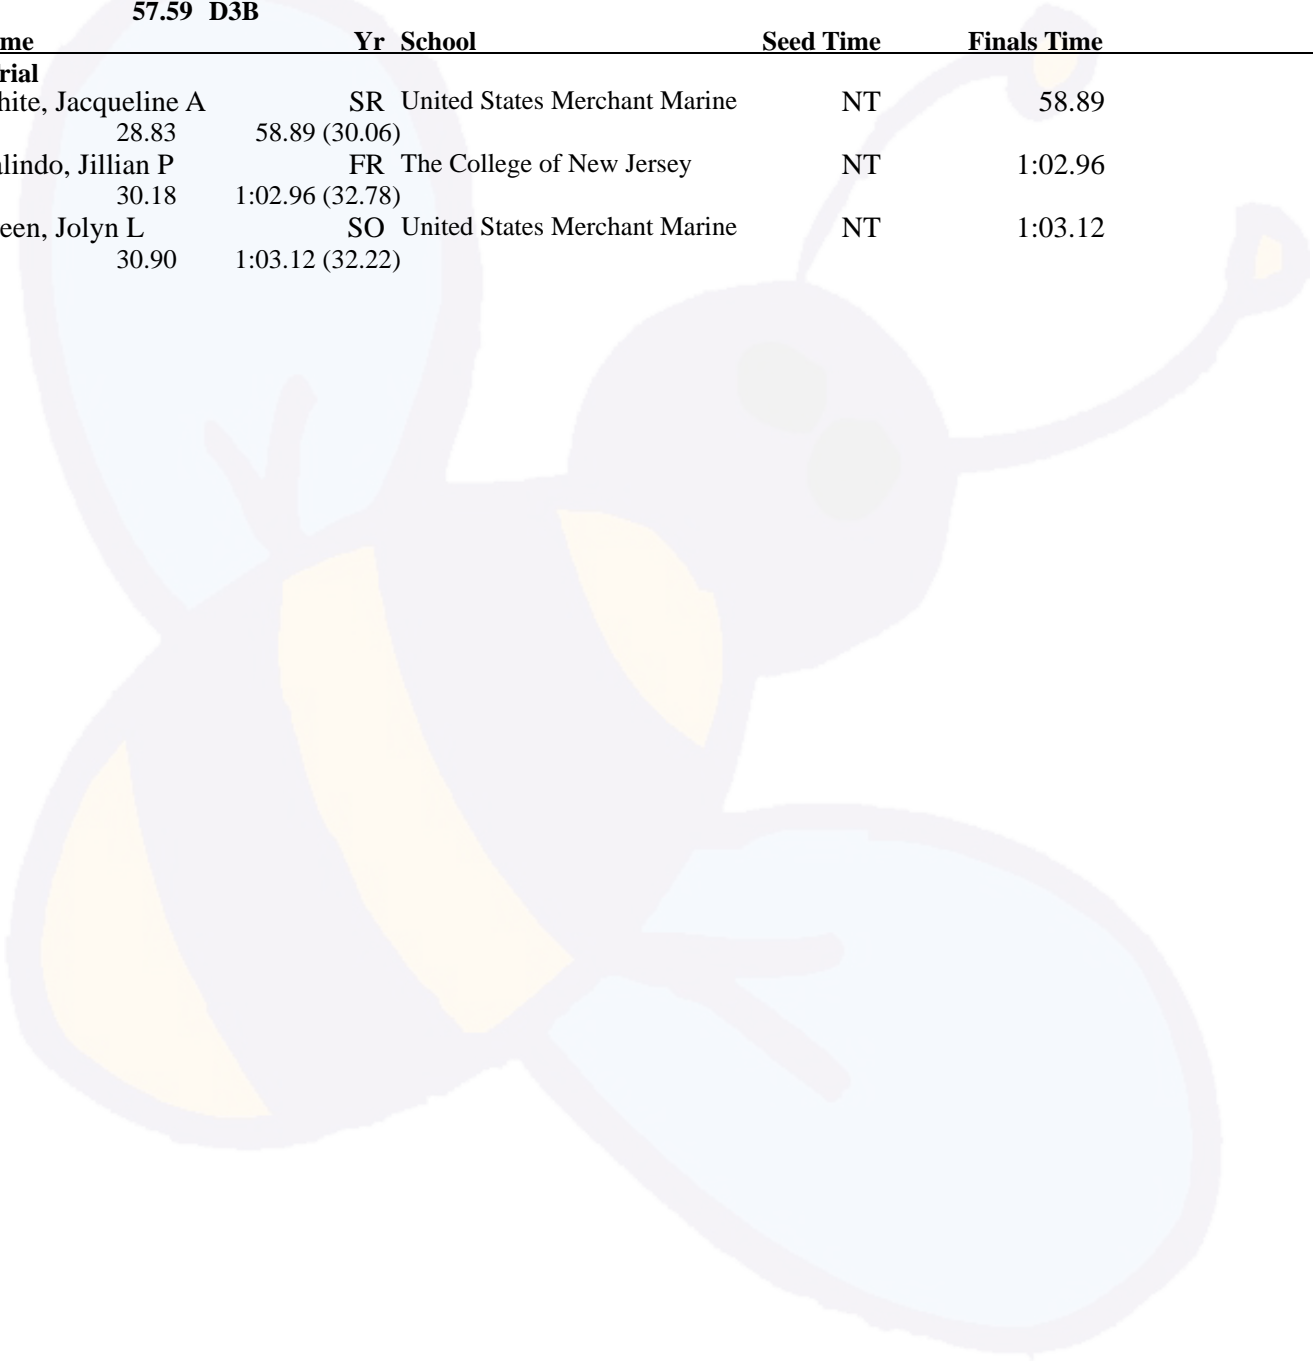 57.59 D3B
me Yr School Seed Time Finals Time
rial
hite, Jacqueline A SR United States Merchant Marine NT 58.89
28.83 58.89 (30.06)
alindo, Jillian P FR The College of New Jersey NT 1:02.96
30.18 1:02.96 (32.78)
een, Jolyn L SO United States Merchant Marine NT 1:03.12
30.90 1:03.12 (32.22)